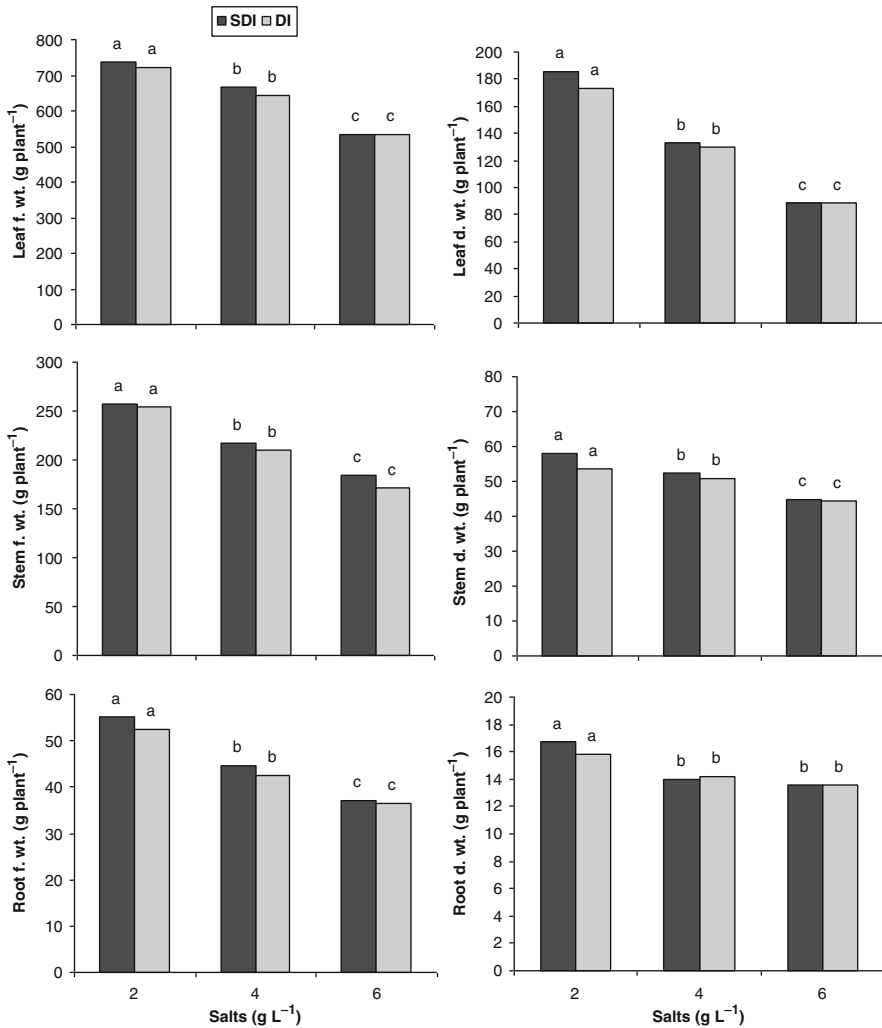 SDI DI
Leaf f. wt. (g plant⁻¹)
800
700
600
500
400
300
200
100
0
a a
b b
c c
Leaf d. wt. (g plant⁻¹)
200
180
160
140
120
100
80
60
40
20
0
a a
b b
c c
Stem f. wt. (g plant⁻¹)
300
250
200
150
100
50
0
a a
b b
c c
Stem d. wt. (g plant⁻¹)
80
70
60
50
40
30
20
10
0
a a
b b
c c
Root f. wt. (g plant⁻¹)
60
50
40
30
20
10
0
a a
b b
c c
2 4 6
Salts (g L⁻¹)
Root d. wt. (g plant⁻¹)
20
18
16
14
12
10
8
6
4
2
0
a a
b b
b b
2 4 6
Salts (g L⁻¹)